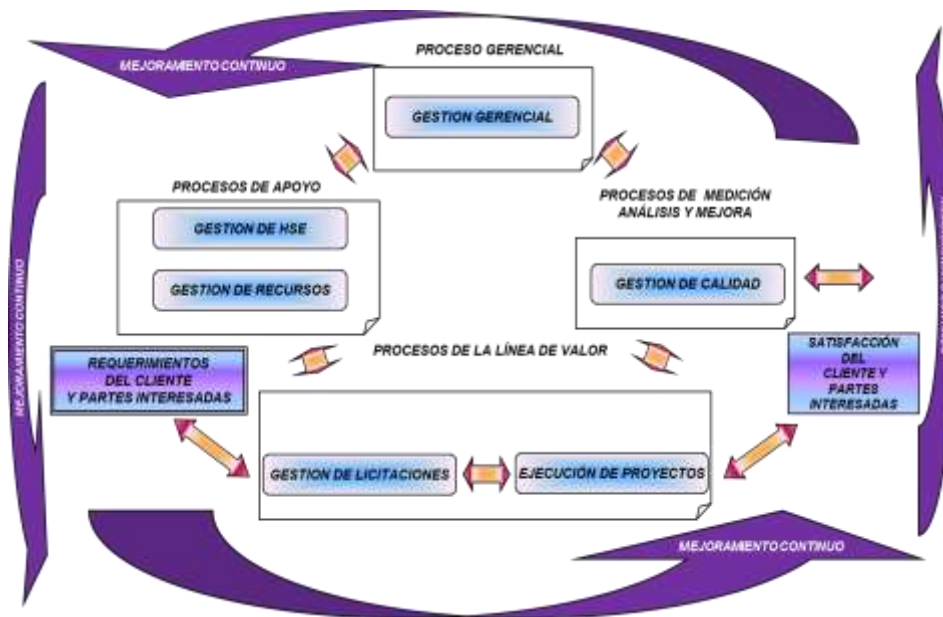 PROCESO GERENCIAL
MEJORAMIENTO CONTINUO
GESTION GERENCIAL
PROCESOS DE APOYO
GESTION DE HSE
GESTION DE RECURSOS
PROCESOS DE MEDICIÓN
ANÁLISIS Y MEJORA
GESTION DE CALIDAD
MEJORAMIENTO CONTINUO
PROCESOS DE LA LÍNEA DE VALOR
REQUERIMIENTOS
DEL CLIENTE
Y PARTES INTERESADAS
SATISFACCIÓN
DEL
CLIENTE Y
PARTES
INTERESADAS
GESTION DE LICITACIONES
EJECUCIÓN DE PROYECTOS
MEJORAMIENTO CONTINUO